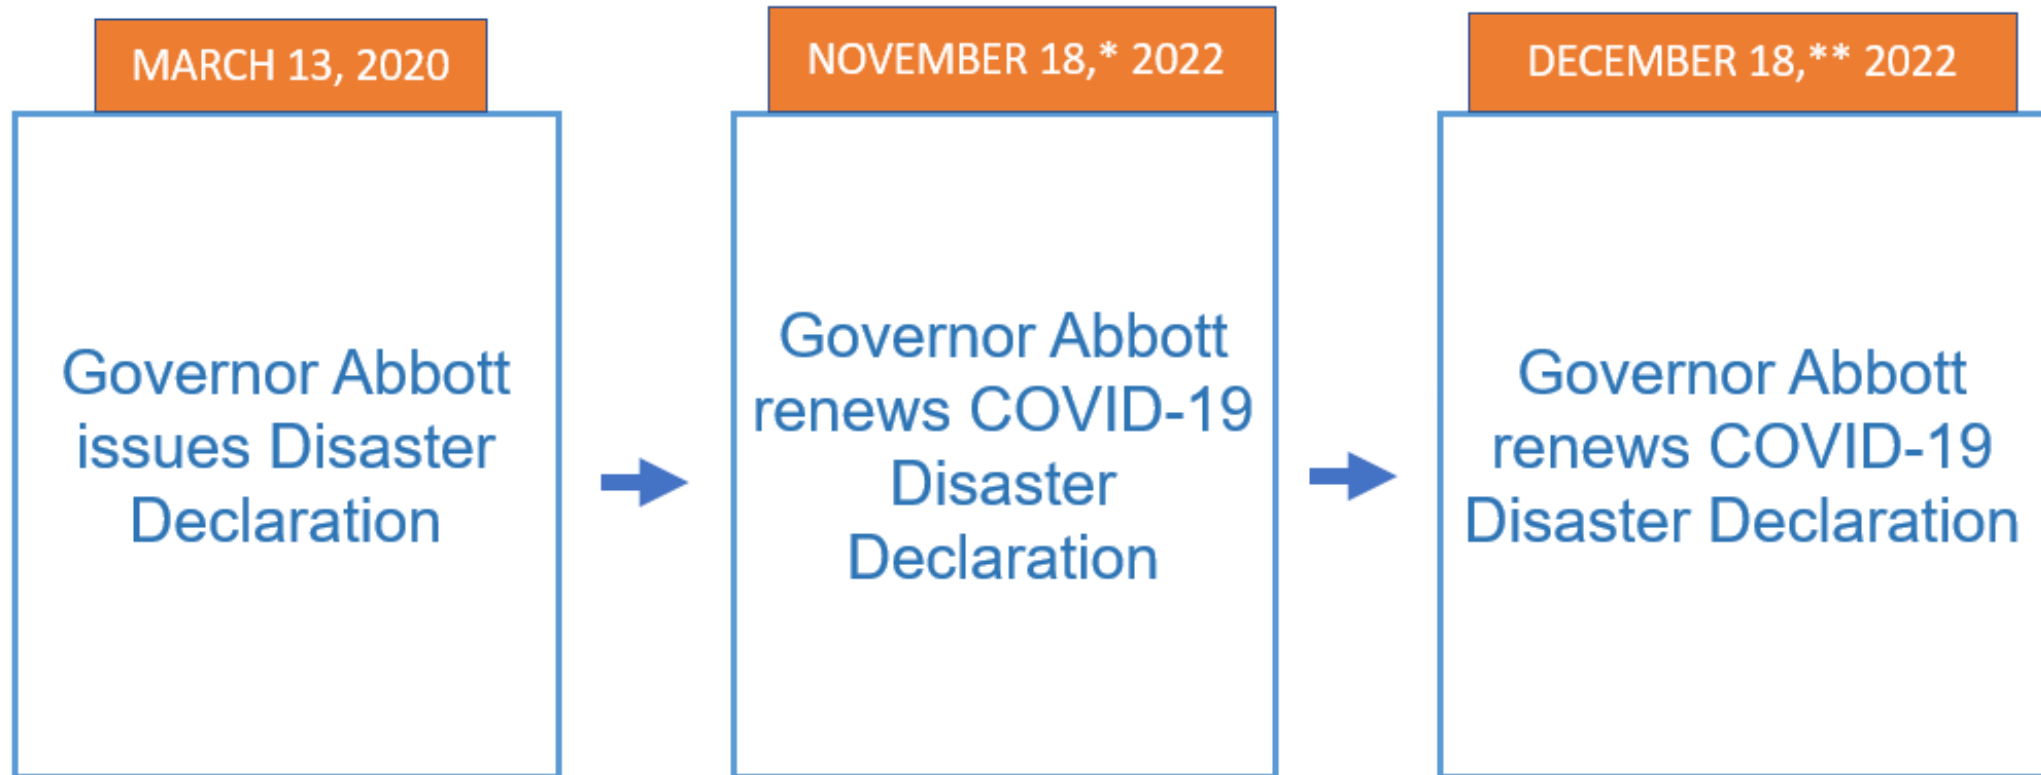 MARCH 13, 2020
Governor Abbott
issues Disaster
Declaration
NOVEMBER 18,* 2022
Governor Abbott
renews COVID-19
Disaster
Declaration
DECEMBER 18,** 2022
Governor Abbott
renews COVID-19
Disaster Declaration